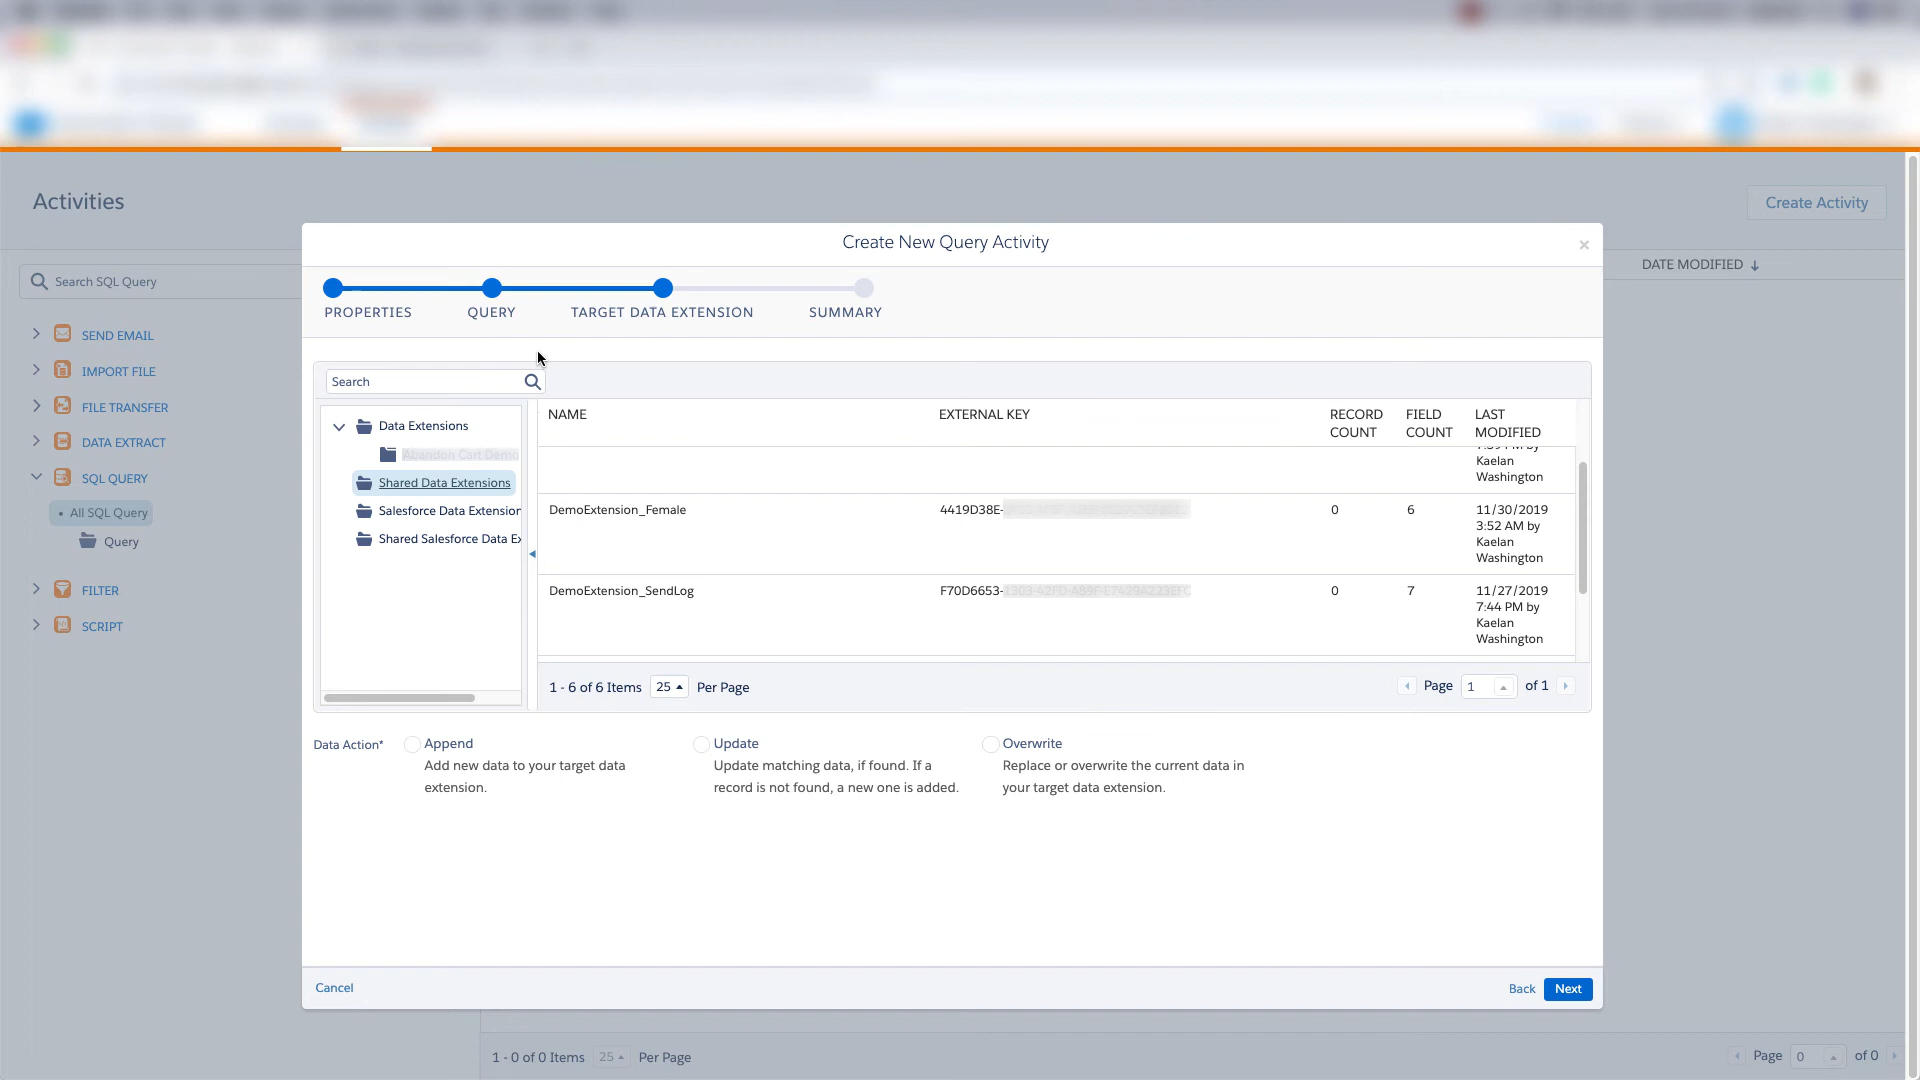 Activities
Create Activity
Create New Query Activity
×
Search SQL Query
DATE MODIFIED ↓
PROPERTIES
QUERY
TARGET DATA EXTENSION
SUMMARY
SEND EMAIL
IMPORT FILE
FILE TRANSFER
DATA EXTRACT
SQL QUERY
• All SQL Query
Query
FILTER
SCRIPT
Search
Data Extensions
Abandon Cart Demo
Shared Data Extensions
Salesforce Data Extension
Shared Salesforce Data Ex
NAME
EXTERNAL KEY
RECORD COUNT
FIELD COUNT
LAST MODIFIED
Kaelan
Washington
DemoExtension_Female
4419D38E-
0
6
11/30/2019
3:52 AM by
Kaelan
Washington
DemoExtension_SendLog
F70D6653-
0
7
11/27/2019
7:44 PM by
Kaelan
Washington
1 - 6 of 6 Items 25 Per Page
Page 1 of 1
Data Action*
Append
Add new data to your target data
extension.
Update
Update matching data, if found. If a
record is not found, a new one is added.
Overwrite
Replace or overwrite the current data in
your target data extension.
Cancel
Back
Next
1 - 0 of 0 Items 25 Per Page
Page 0 of 0